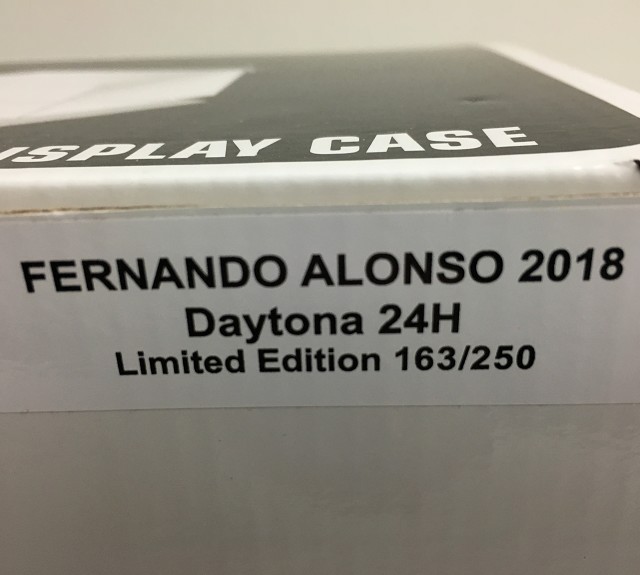 ISPLAY CASE
FERNANDO ALONSO 2018
Daytona 24H
Limited Edition 163/250